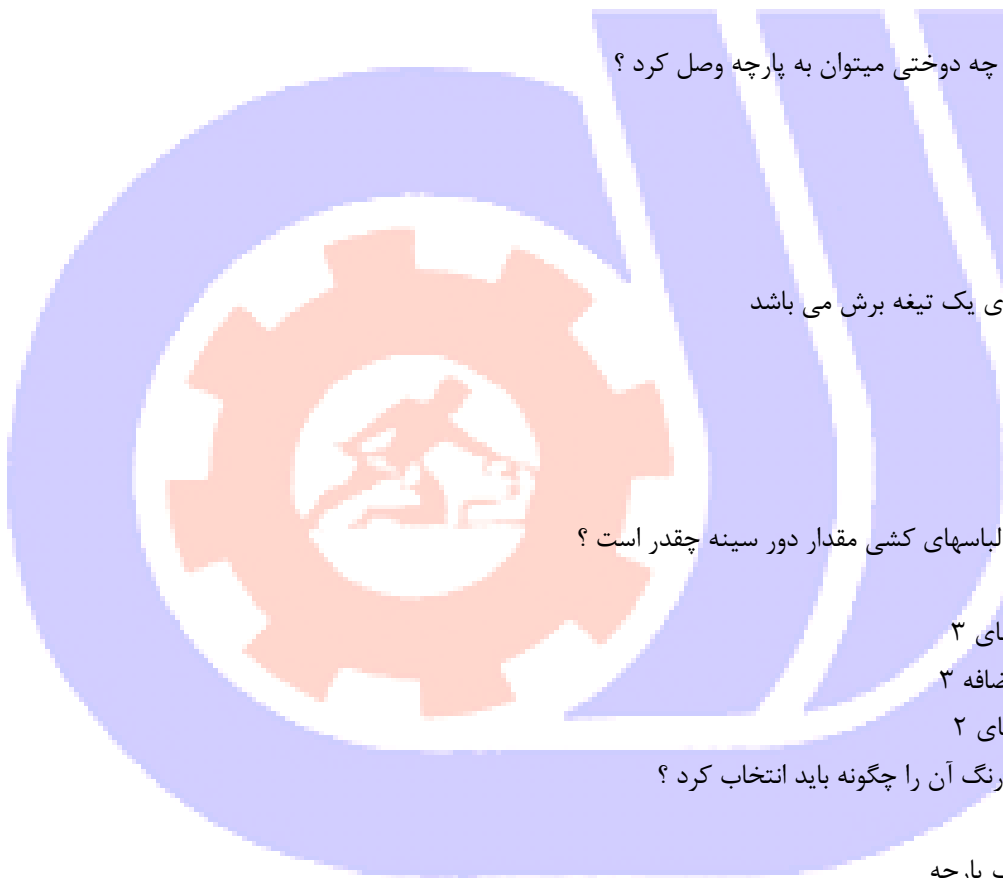 چه دوختی میتوان به پارچه وصل کرد ؟
ی یک تیغه برش می باشد
لباسهای کشی مقدار دور سینه چقدر است ؟
ای ۳
ضافه ۳
ای ۲
رنگ آن را چگونه باید انتخاب کرد ؟
پارچه